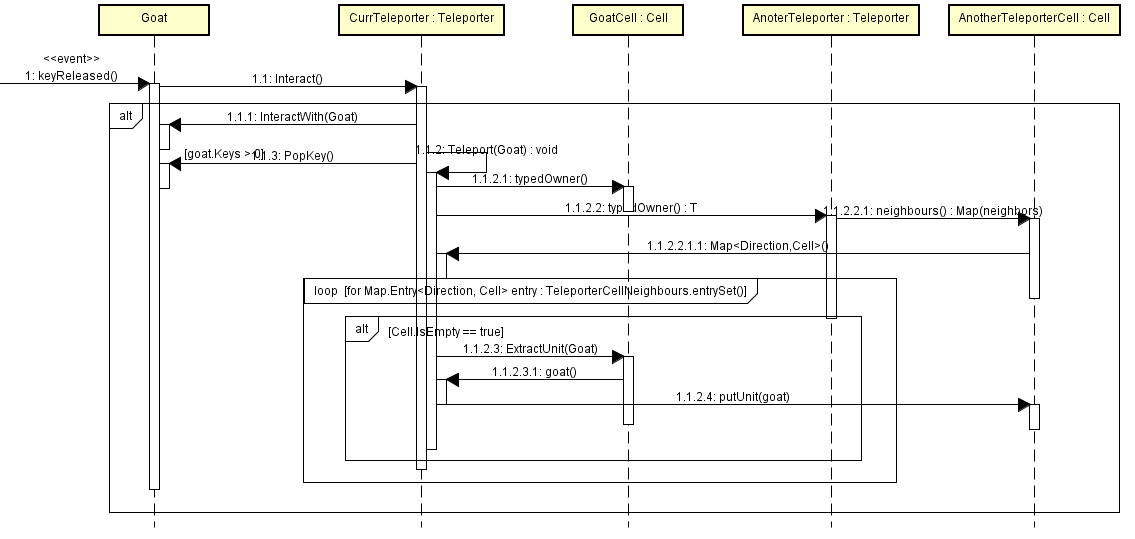 Goat
CurrTeleporter : Teleporter
GoatCell : Cell
AnoterTeleporter : Teleporter
AnotherTeleporterCell : Cell
<<event>>
1: keyReleased()
1.1: Interact()
alt
1.1.1: InteractWith(Goat)
[goat.Keys > 0]
1.1.3: PopKey()
1.1.2: Teleport(Goat) : void
1.1.2.1: typedOwner()
1.1.2.2: typedOwner() : T
1.1.2.2.1: neighbours() : Map(neighbors)
1.1.2.2.1.1: Map<Direction,Cell>()
loop [for Map.Entry<Direction, Cell> entry : TeleporterCellNeighbours.entrySet()]
alt
[Cell.IsEmpty == true]
1.1.2.3: ExtractUnit(Goat)
1.1.2.3.1: goat()
1.1.2.4: putUnit(goat)